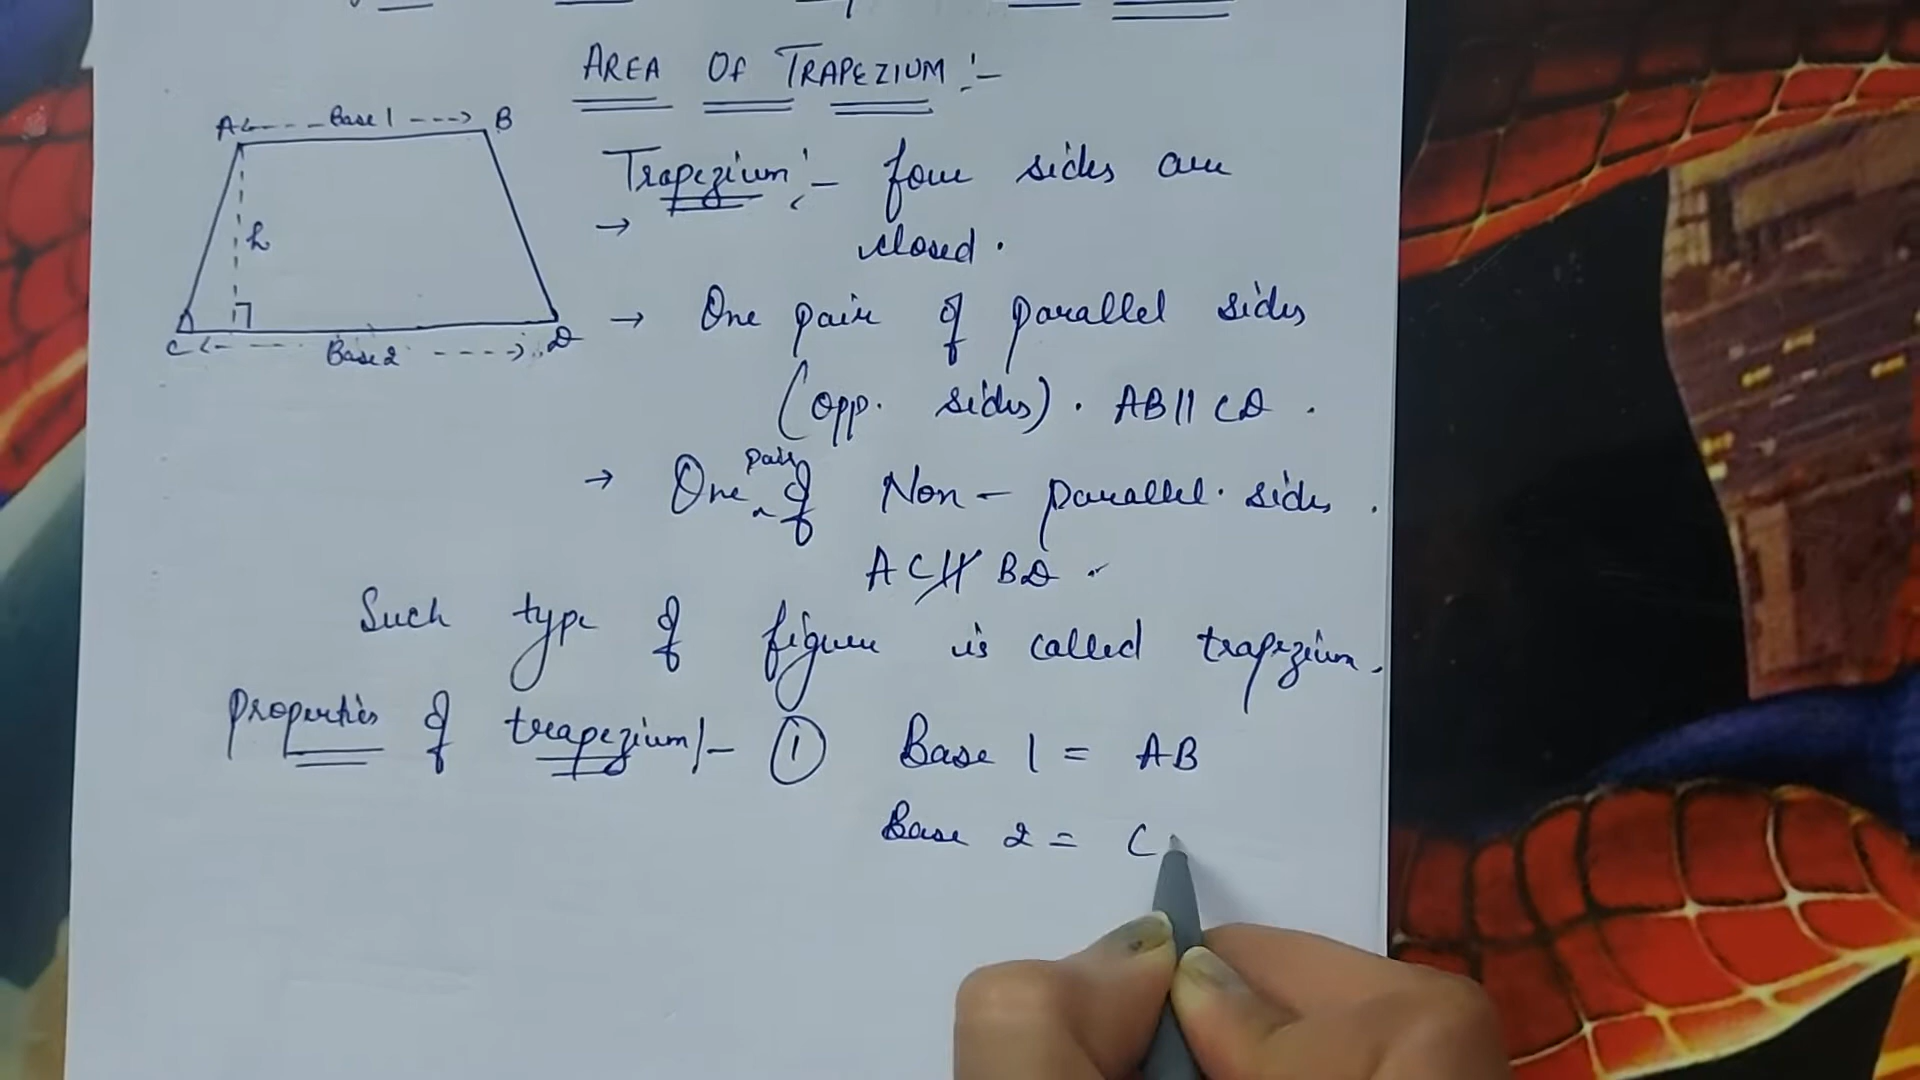 AREA OF TRAPEZIUM :-
A <--- Base 1 ---> B
Trapezium :- four sides are
→
closed.
h
→ One pair of parallel sides
C <--- Base 2 ---> D
(opp. sides). AB || CD.
→ One pair of Non-parallel sides.
AC ∦ BD.
Such type of figure is called trapezium.
properties of trapezium :- ① Base 1 = AB
Base 2 = C